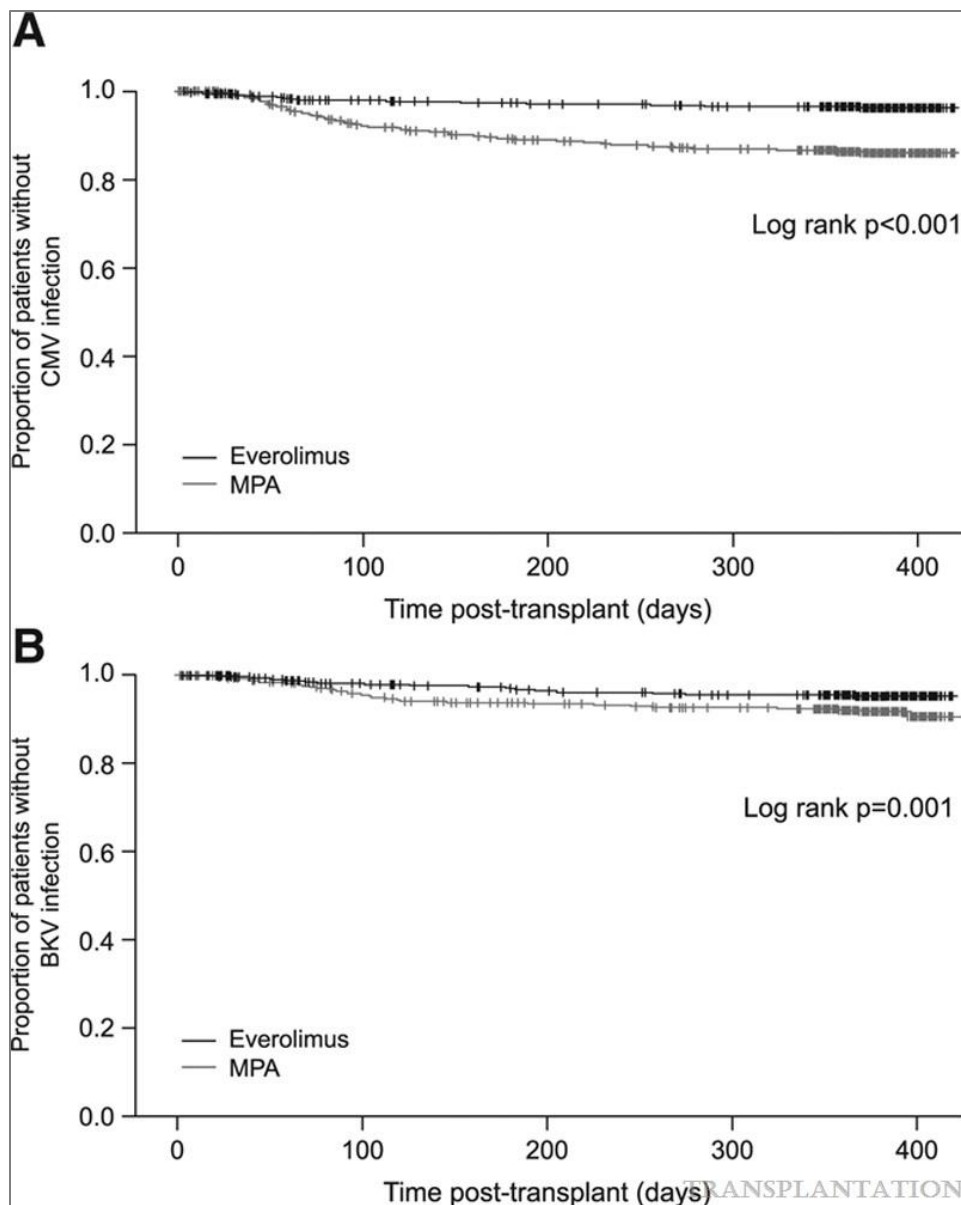 A
1.0
0.8
0.6
0.4
0.2
0.0
Proportion of patients without
CMV infection
Log rank p<0.001
Everolimus
MPA
0 100 200 300 400
Time post-transplant (days)
B
1.0
0.8
0.6
0.4
0.2
0.0
Proportion of patients without
BKV infection
Log rank p=0.001
Everolimus
MPA
0 100 200 300 400
Time post-transplant (days)
TRANSPLANTATION